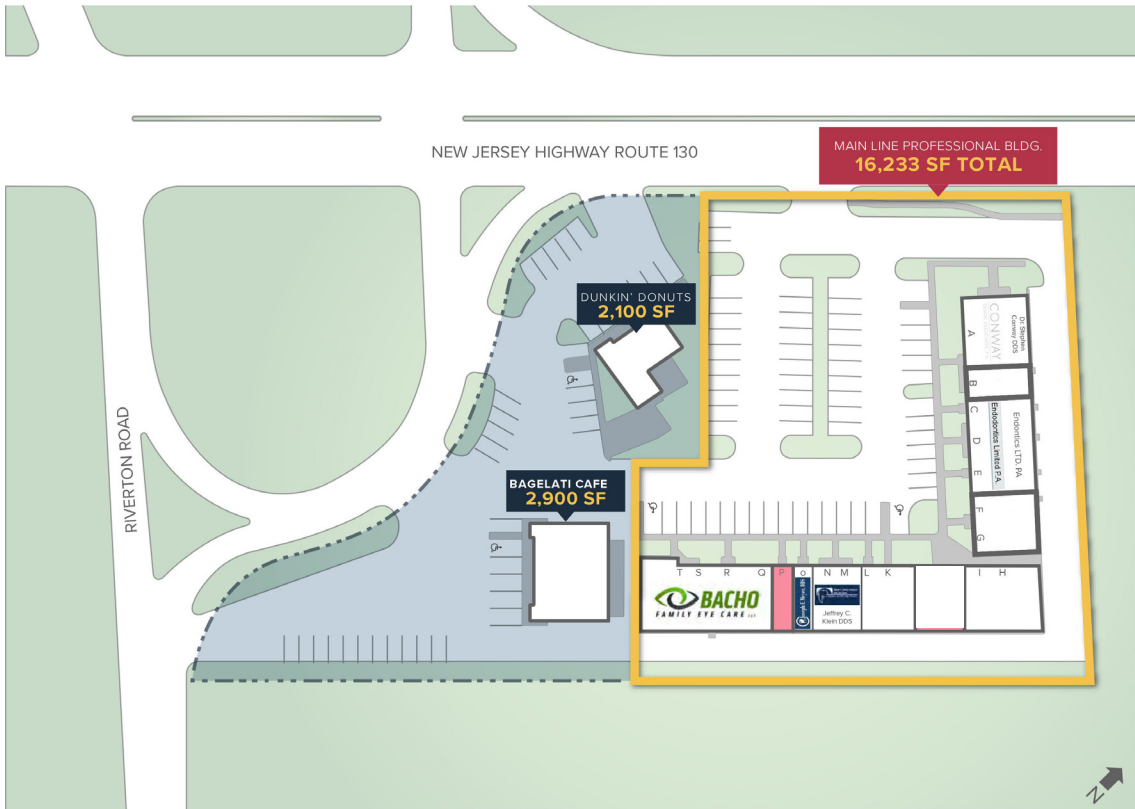 NEW JERSEY HIGHWAY ROUTE 130
MAIN LINE PROFESSIONAL BLDG.
16,233 SF TOTAL
DUNKIN' DONUTS
2,100 SF
RIVERTON ROAD
BAGELATI CAFE
2,900 SF
A
CONWAY
Dr. Stephen
Conway DDS
B
C
D
E
Endodontics Limited P.A.
Endontics LTD. PA
F
G
T S R Q P O N M L K I H
BACHO
FAMILY EYE CARE LLC
Jeffrey C.
Klein DDS
N